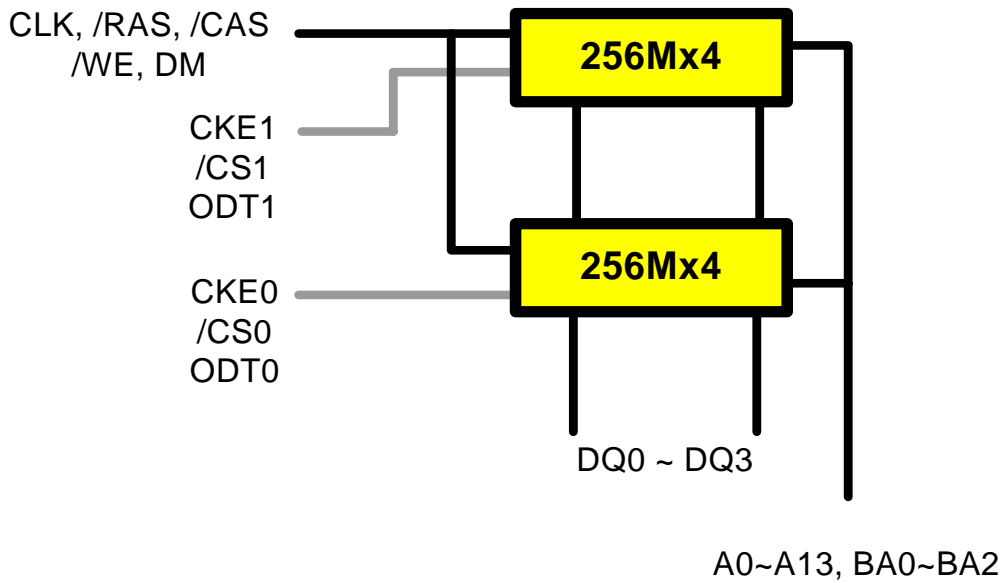 CLK, /RAS, /CAS
/WE, DM
256Mx4
CKE1
/CS1
ODT1
256Mx4
CKE0
/CS0
ODT0
DQ0 ~ DQ3
A0~A13, BA0~BA2